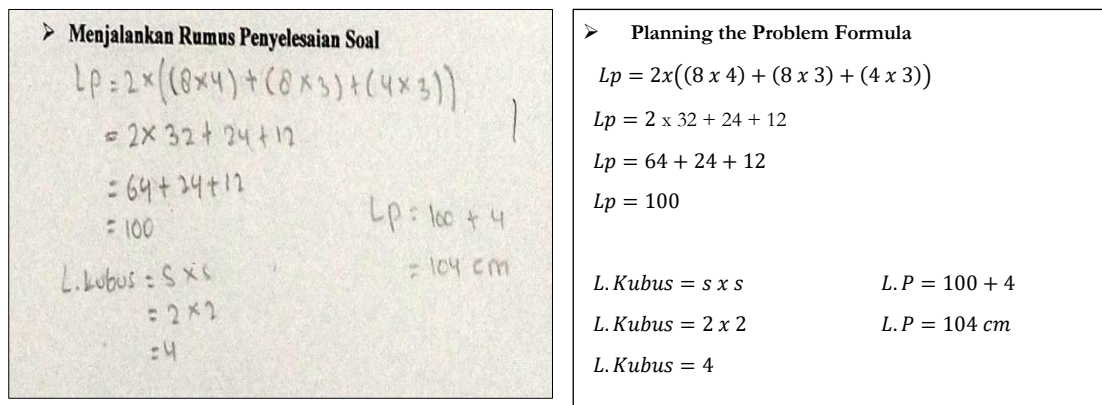 ➤ Menjalankan Rumus Penyelesaian Soal
Lp = 2×((8×4)+(8×3)+(4×3))
= 2×32+24+12
= 64+24+12
= 100
Lp = 100 + 4
= 104 cm
L.kubus = s×s
= 2×2
= 4
➤ Planning the Problem Formula
Lp = 2x((8 x 4) + (8 x 3) + (4 x 3))
Lp = 2 x 32 + 24 + 12
Lp = 64 + 24 + 12
Lp = 100
L. Kubus = s x s
L. Kubus = 2 x 2
L. Kubus = 4
L. P = 100 + 4
L. P = 104 cm